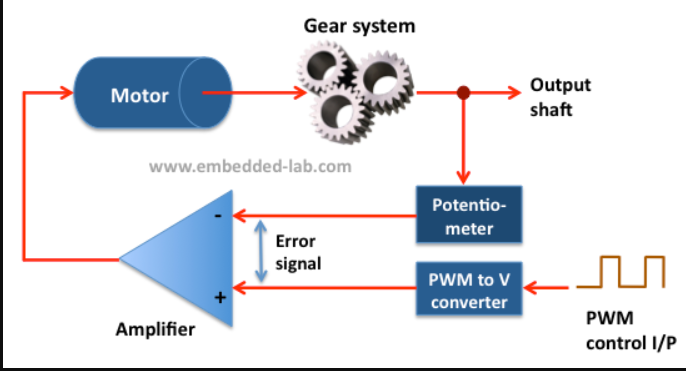 Gear system
Motor
Output
shaft
www.embedded-lab.com
Potentio-
meter
-
Error
signal
PWM to V
converter
+
Amplifier
PWM
control I/P